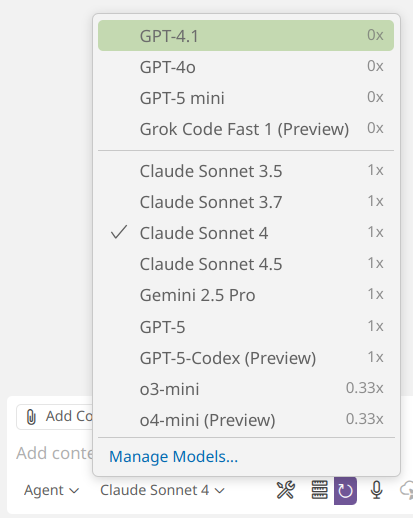 GPT-4.1 0x
GPT-4o 0x
GPT-5 mini 0x
Grok Code Fast 1 (Preview) 0x
Claude Sonnet 3.5 1x
Claude Sonnet 3.7 1x
Claude Sonnet 4 1x
Claude Sonnet 4.5 1x
Gemini 2.5 Pro 1x
GPT-5 1x
GPT-5-Codex (Preview) 1x
o3-mini 0.33x
o4-mini (Preview) 0.33x
Manage Models...
Add Co
Add conte
Agent Claude Sonnet 4